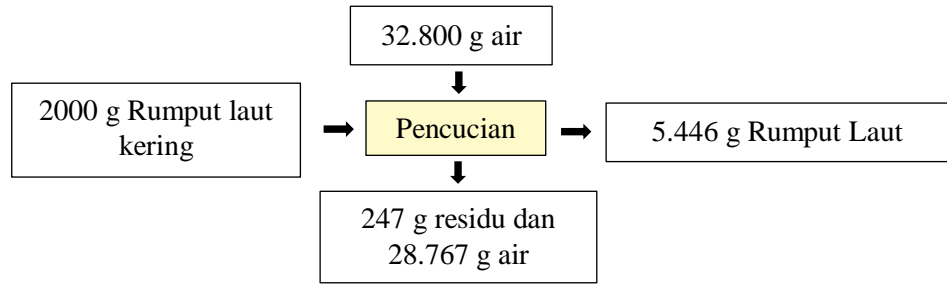 32.800 g air
2000 g Rumput laut
kering
Pencucian
5.446 g Rumput Laut
247 g residu dan
28.767 g air